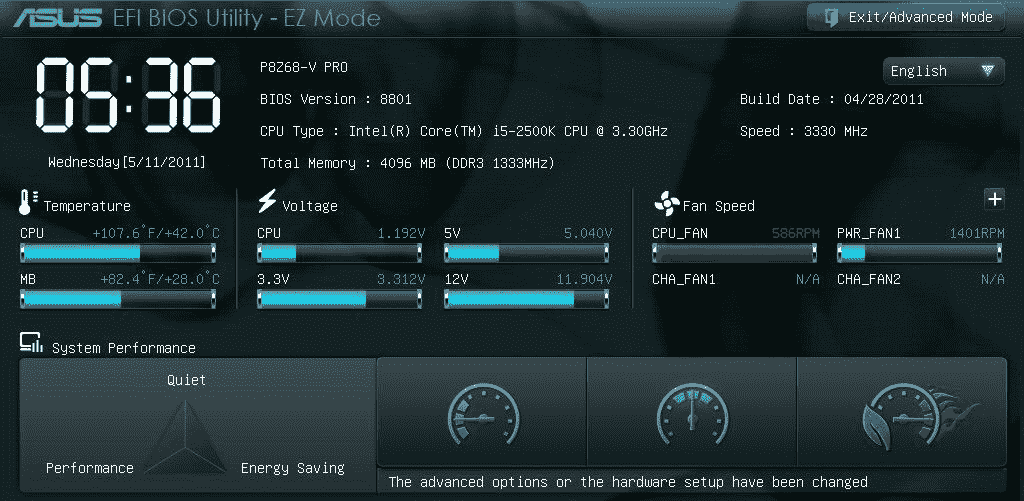 ASUS EFI BIOS Utility - EZ Mode
Exit/Advanced Mode
05:36
Wednesday[5/11/2011]
P8Z68-V PRO
English
BIOS Version : 8801
Build Date : 04/28/2011
CPU Type : Intel(R) Core(TM) i5-2500K CPU @ 3.30GHz
Speed : 3330 MHz
Total Memory : 4096 MB (DDR3 1333MHz)
Temperature
CPU +107.6°F/+42.0°C
MB +82.4°F/+28.0°C
Voltage
CPU 1.192V
5V 5.040V
3.3V 3.312V
12V 11.904V
Fan Speed
CPU_FAN 586RPM
PWR_FAN1 1401RPM
CHA_FAN1 N/A
CHA_FAN2 N/A
System Performance
Quiet
Performance
Energy Saving
The advanced options or the hardware setup have been changed